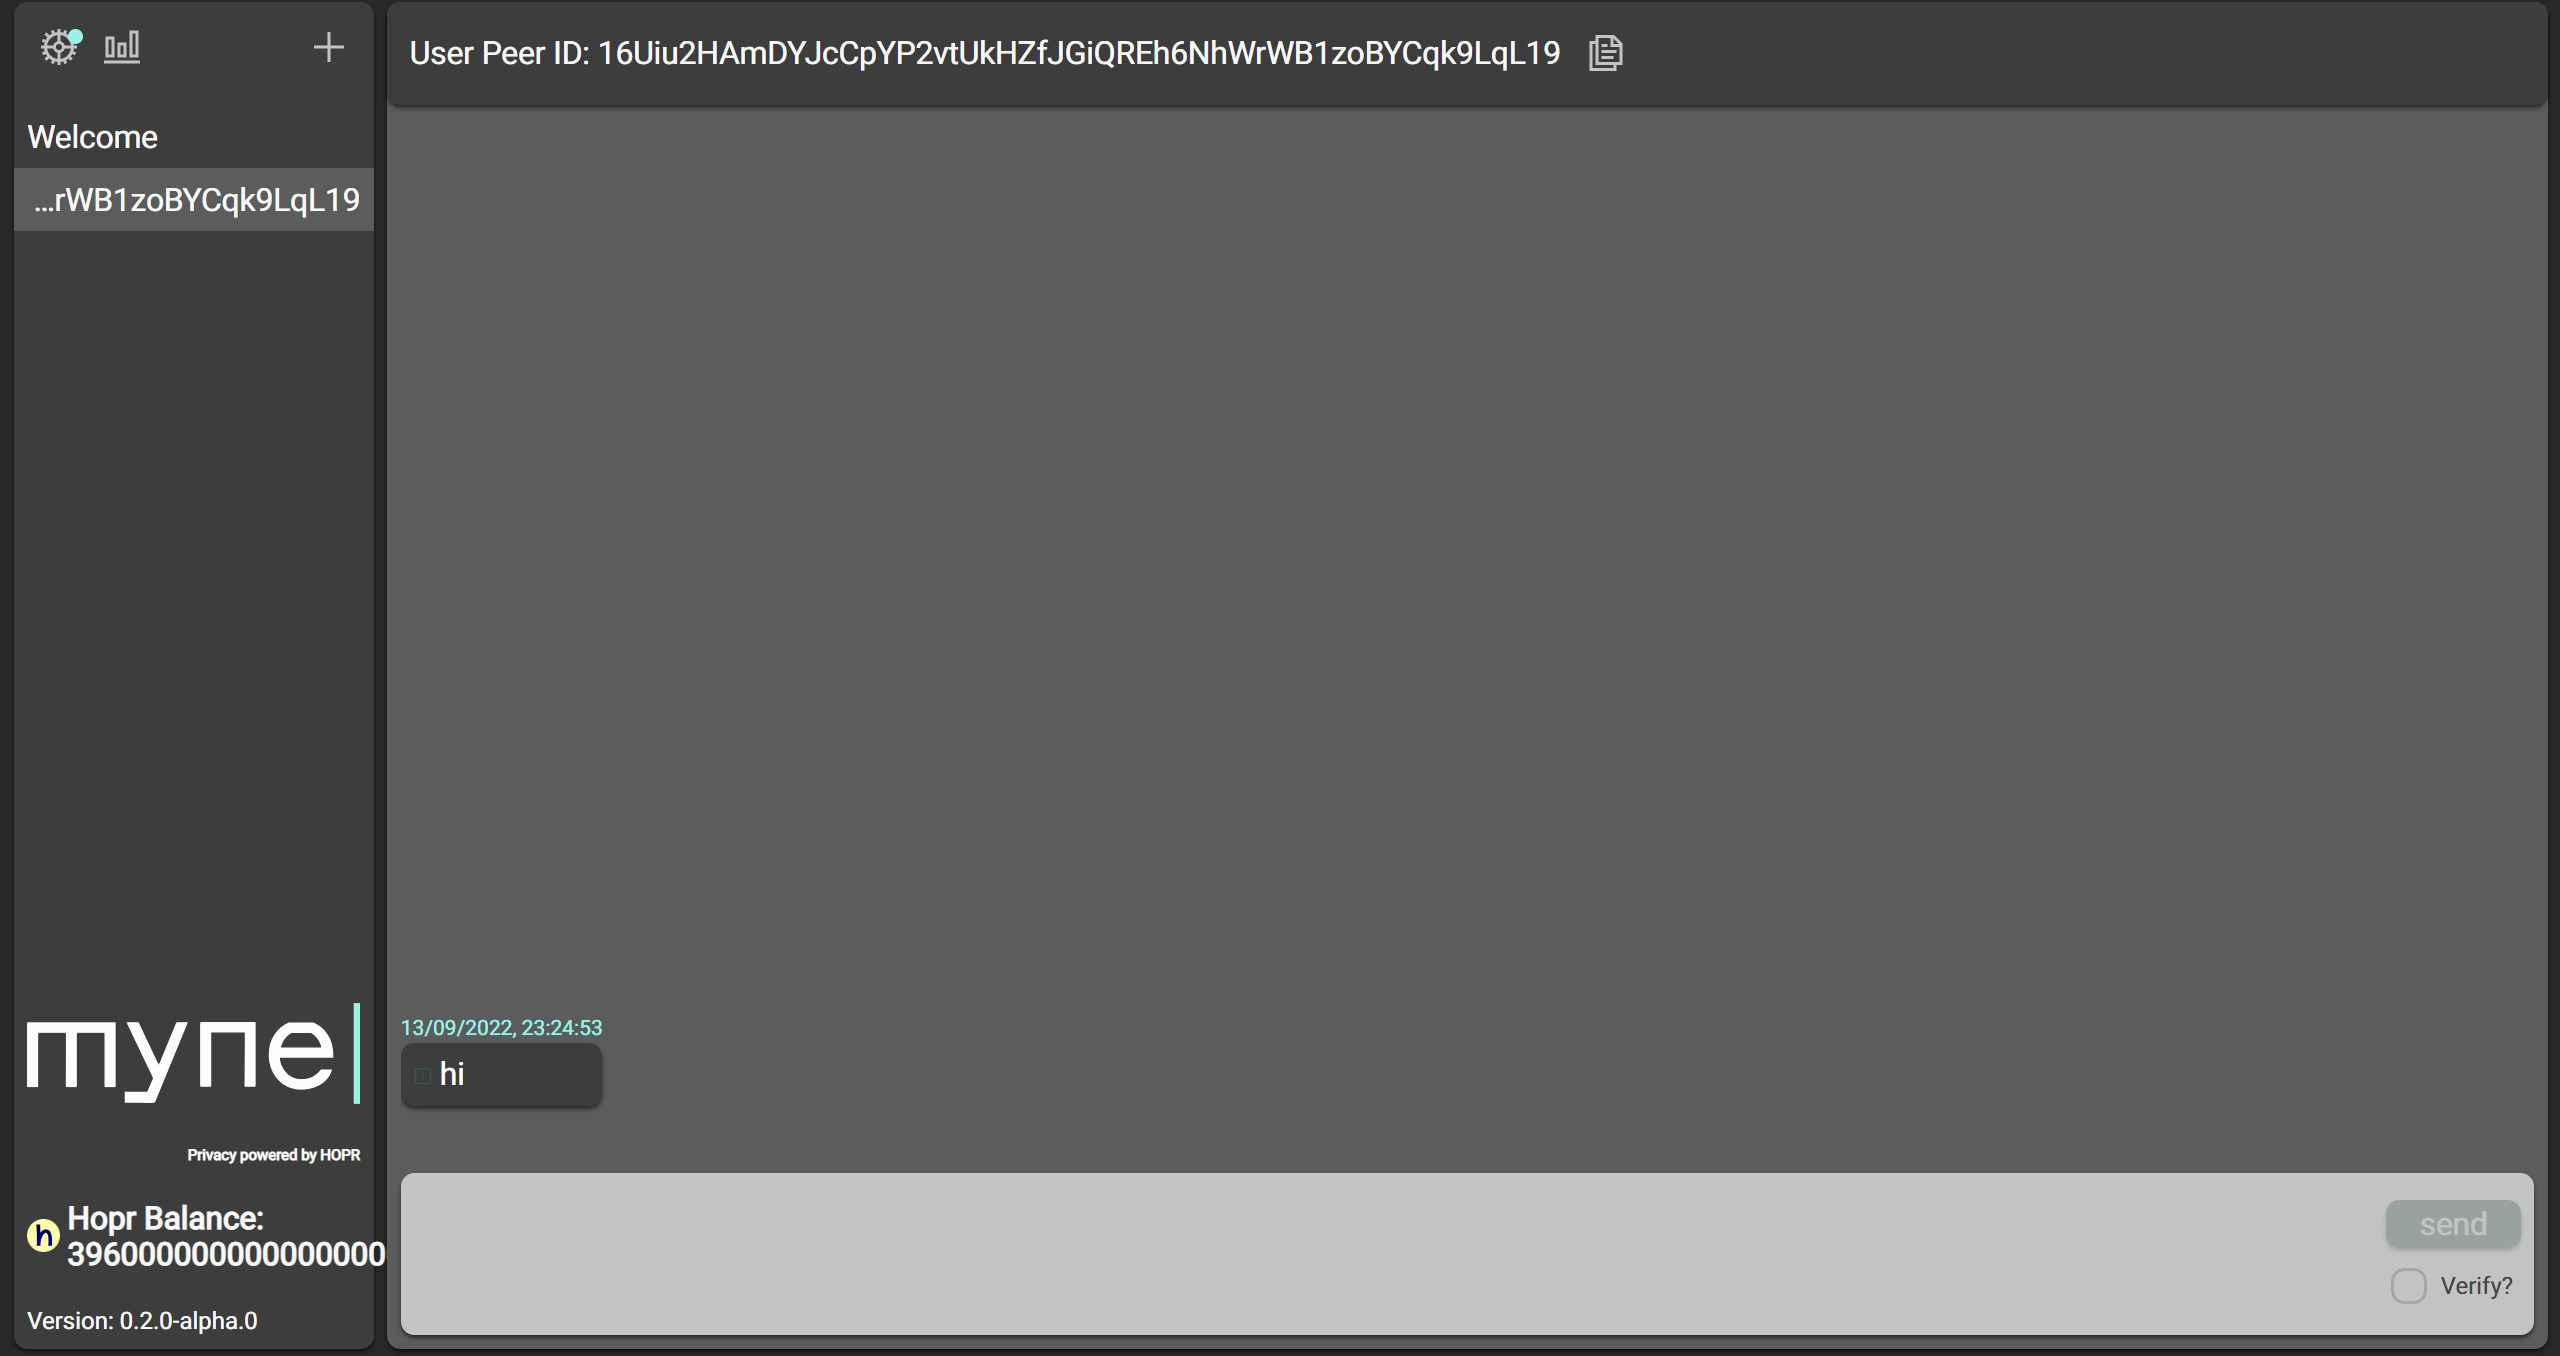 User Peer ID: 16Uiu2HAmDYJcCpYP2vtUkHZfJGiQREh6NhWrWB1zoBYCqk9LqL19
Welcome
...rWB1zoBYCqk9LqL19
13/09/2022, 23:24:53
hi
myne
Privacy powered by HOPR
h
Hopr Balance:
396000000000000000
Version: 0.2.0-alpha.0
send
Verify?